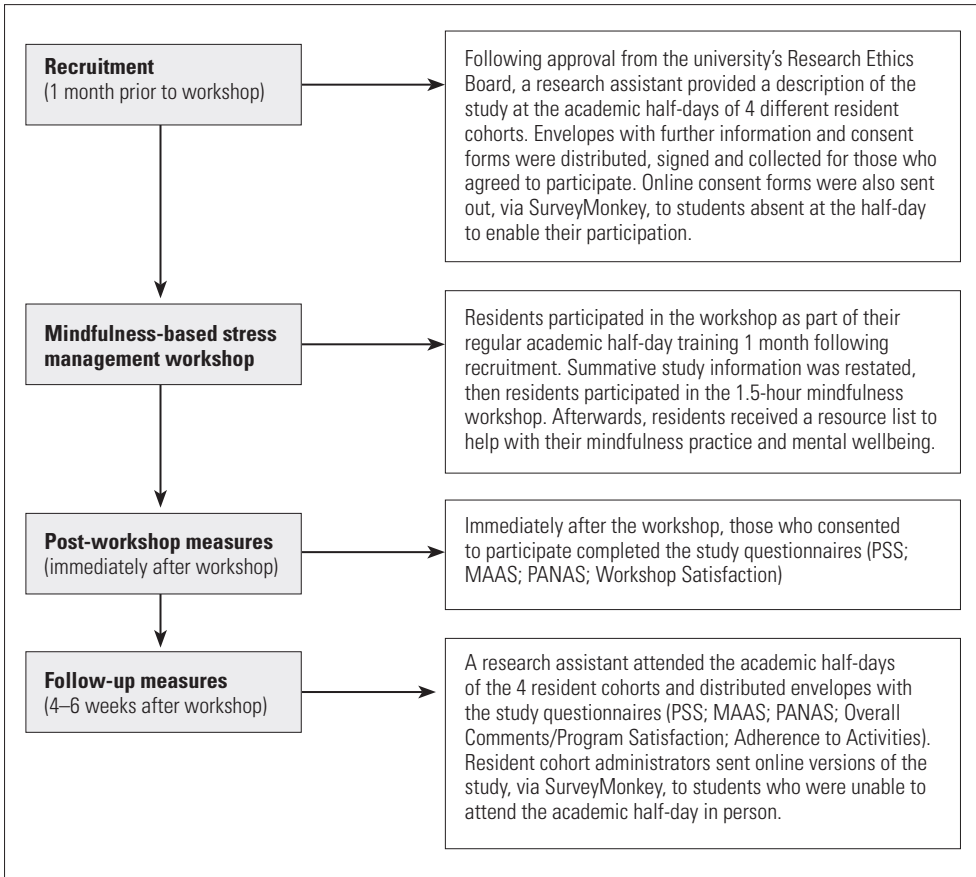 Recruitment
(1 month prior to workshop)
Following approval from the university’s Research Ethics
Board, a research assistant provided a description of the
study at the academic half-days of 4 different resident
cohorts. Envelopes with further information and consent
forms were distributed, signed and collected for those who
agreed to participate. Online consent forms were also sent
out, via SurveyMonkey, to students absent at the half-day
to enable their participation.
Mindfulness-based stress
management workshop
Residents participated in the workshop as part of their
regular academic half-day training 1 month following
recruitment. Summative study information was restated,
then residents participated in the 1.5-hour mindfulness
workshop. Afterwards, residents received a resource list to
help with their mindfulness practice and mental wellbeing.
Post-workshop measures
(immediately after workshop)
Immediately after the workshop, those who consented
to participate completed the study questionnaires (PSS;
MAAS; PANAS; Workshop Satisfaction)
Follow-up measures
(4–6 weeks after workshop)
A research assistant attended the academic half-days
of the 4 resident cohorts and distributed envelopes with
the study questionnaires (PSS; MAAS; PANAS; Overall
Comments/Program Satisfaction; Adherence to Activities).
Resident cohort administrators sent online versions of the
study, via SurveyMonkey, to students who were unable to
attend the academic half-day in person.